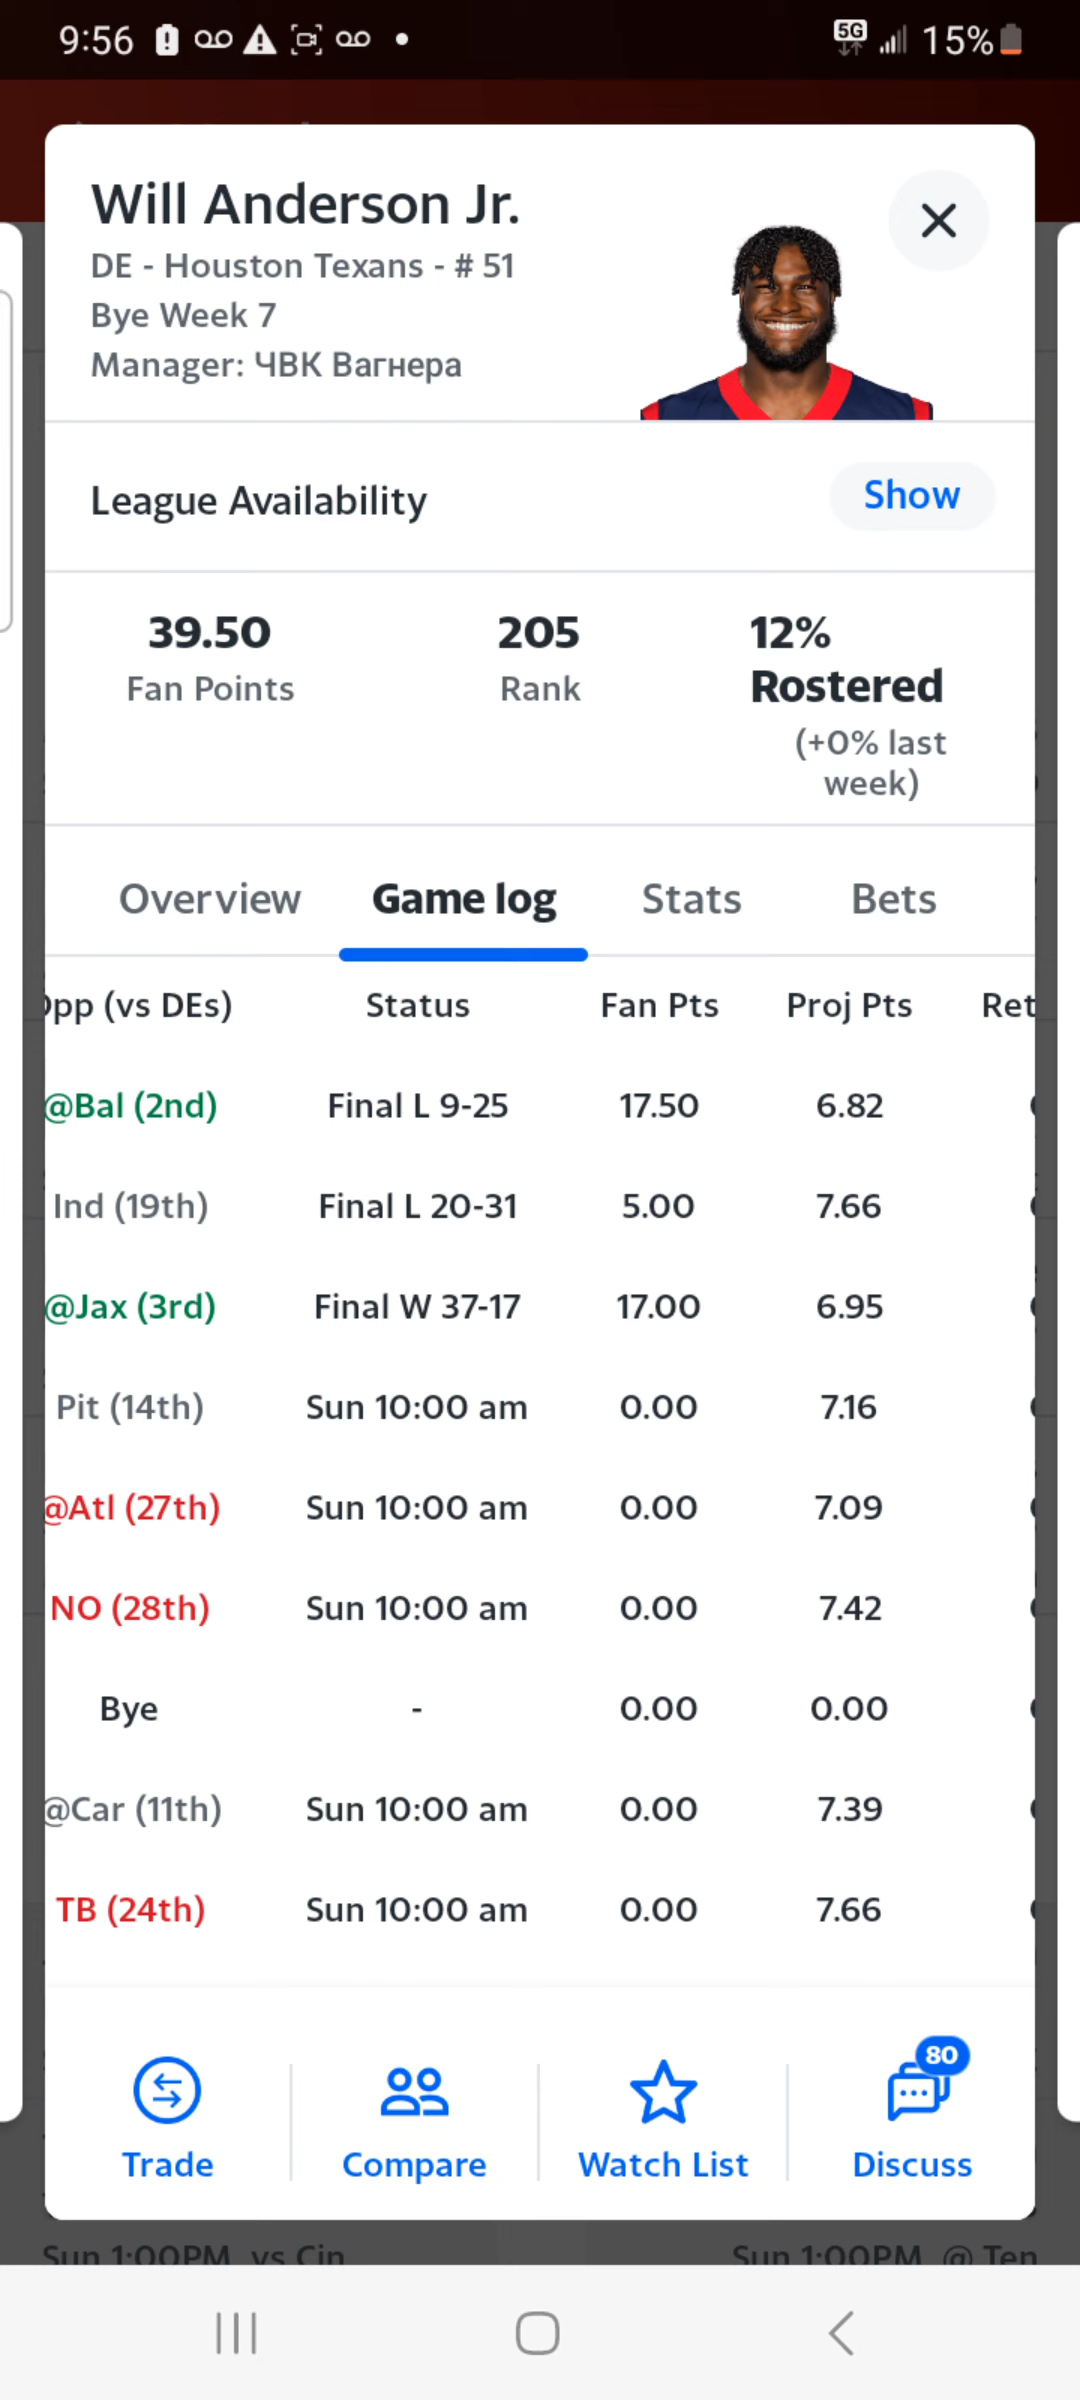 9:56
5G 15%
Will Anderson Jr.
DE - Houston Texans - # 51
Bye Week 7
Manager: ЧВК Вагнера
League Availability
Show
39.50 205 12% Rostered
Fan Points Rank (+0% last week)
Overview Game log Stats Bets
Opp (vs DEs) Status Fan Pts Proj Pts Ret
@Bal (2nd) Final L 9-25 17.50 6.82
Ind (19th) Final L 20-31 5.00 7.66
@Jax (3rd) Final W 37-17 17.00 6.95
Pit (14th) Sun 10:00 am 0.00 7.16
@Atl (27th) Sun 10:00 am 0.00 7.09
NO (28th) Sun 10:00 am 0.00 7.42
Bye - 0.00 0.00
@Car (11th) Sun 10:00 am 0.00 7.39
TB (24th) Sun 10:00 am 0.00 7.66
80
Trade Compare Watch List Discuss
Sun 1:00PM vs Cin Sun 1:00PM @ Ten